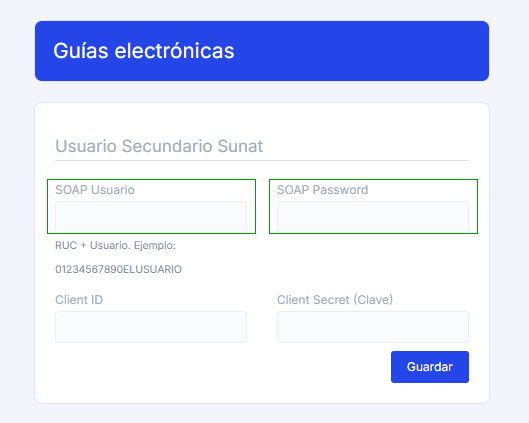 Guías electrónicas
Usuario Secundario Sunat
SOAP Usuario
SOAP Password
RUC + Usuario. Ejemplo:
01234567890ELUSUARIO
Client ID
Client Secret (Clave)
Guardar